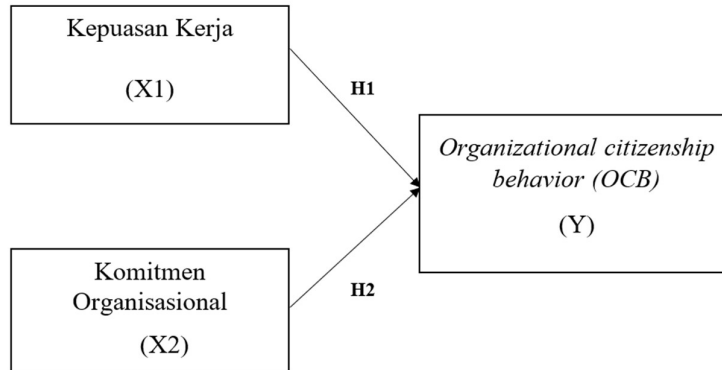 Kepuasan Kerja
(X1)
H1
Organizational citizenship
behavior (OCB)
(Y)
Komitmen
Organisasional
(X2)
H2